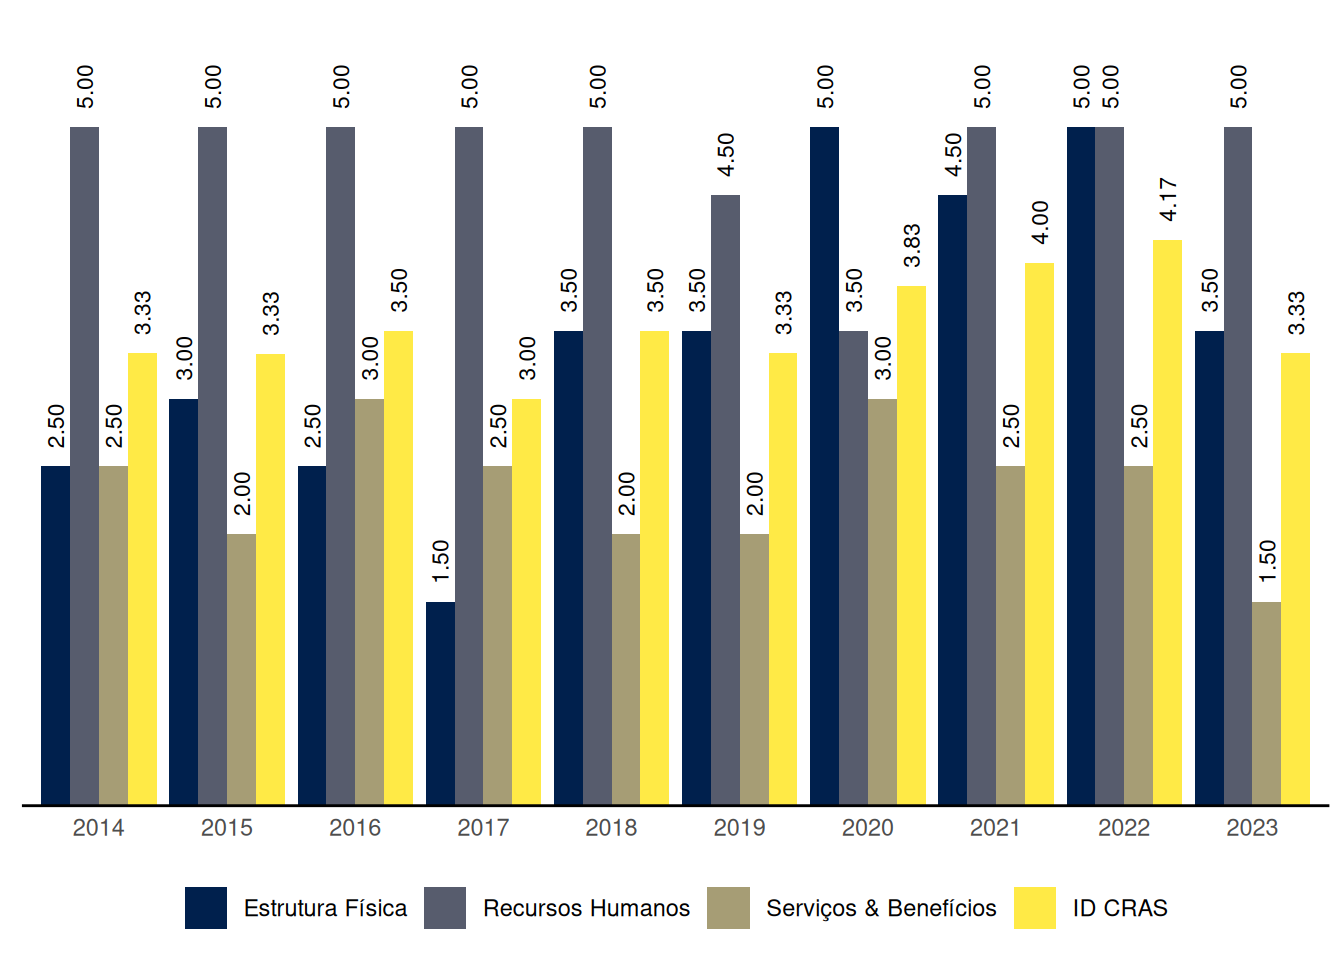 5.00 5.00 5.00 5.00 5.00 5.00 5.00 5.00 5.00 5.00
4.50 4.50
4.17
4.00
3.83
3.50 3.50 3.50 3.50 3.50 3.50 3.50
3.33 3.33 3.33 3.33
3.00 3.00 3.00 3.00
2.50 2.50 2.50 2.50 2.50 2.50
2.00 2.00 2.00
1.50 1.50
2014 2015 2016 2017 2018 2019 2020 2021 2022 2023
Estrutura Física Recursos Humanos Serviços & Benefícios ID CRAS